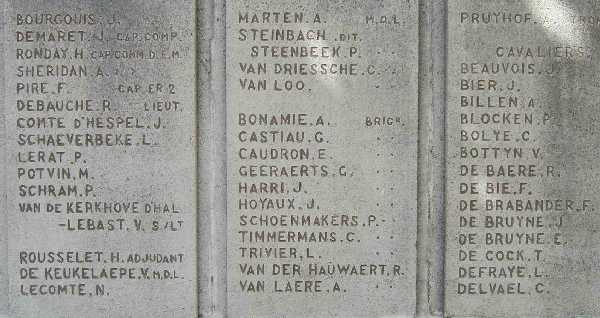 BOURGOUIS. J.
DEMARET. J. CAP. COMP.
RONDAY. H. CAP. COMM. D.E.M.
SHERIDAN. A.
PIRE. F. CAP. ER 2
DEBAUCHE. R. LIEUT.
COMTE D'HESPEL. J.
SCHAEVERBEKE. L.
LERAT. P.
POTVIN. M.
SCHRAM. P.
VAN DE KERKHOVE D'HAL
-LEBAST. V. S/LT
ROUSSELET. H. ADJUDANT
DE KEUKELAEPE. V. M.D.L.
LECOMTE. N.
MARTEN. A. M.D.L.
STEINBACH. DIT.
STEENBEEK. P.
VAN DRIESSCHE. C.
VAN LOO.
BONAMIE. A. BRIGR.
CASTIAU. G.
CAUDRON. E.
GEERAERTS. G.
HARRI. J.
HOYAUX. J.
SCHOENMAKERS. P.
TIMMERMANS. C.
TRIVIER. L.
VAN DER HAÜWAERT. R.
VAN LAERE. A.
PRUYHOF. A.
CAVALIERS.
BEAUVOIS. J.
BIER. J.
BILLEN. A.
BLOCKEN. P.
BOLYE. C.
BOTTYN. V.
DE BAERE. R.
DE BIE. F.
DE BRABANDER. F.
DE BRUYNE. J.
DE BRUYNE. E.
DE COCK. T.
DEFRAYE. L.
DELVAEL. C.